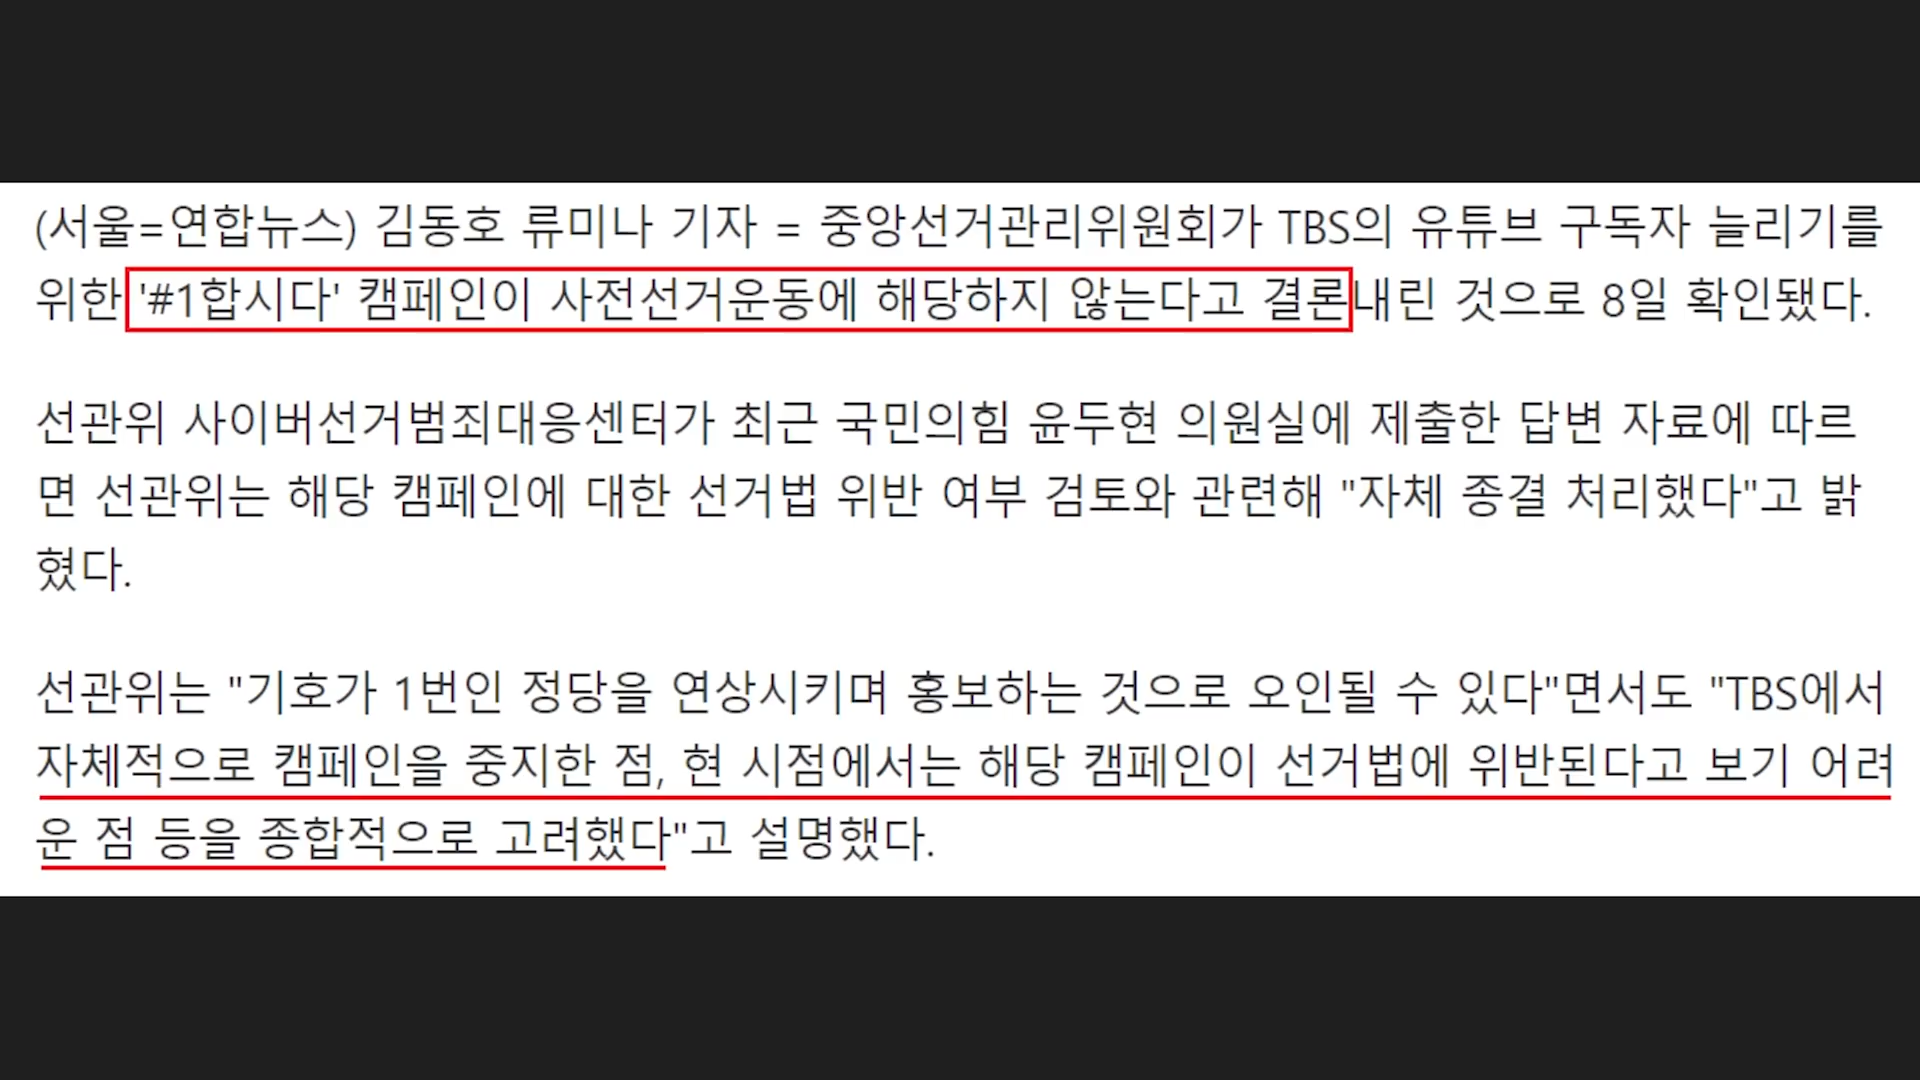 (서울=연합뉴스) 김동호 류미나 기자 = 중앙선거관리위원회가 TBS의 유튜브 구독자 늘리기를
위한 '#1합시다' 캠페인이 사전선거운동에 해당하지 않는다고 결론내린 것으로 8일 확인됐다.
선관위 사이버선거범죄대응센터가 최근 국민의힘 윤두현 의원실에 제출한 답변 자료에 따르
면 선관위는 해당 캠페인에 대한 선거법 위반 여부 검토와 관련해 "자체 종결 처리했다"고 밝
혔다.
선관위는 "기호가 1번인 정당을 연상시키며 홍보하는 것으로 오인될 수 있다"면서도 "TBS에서
자체적으로 캠페인을 중지한 점, 현 시점에서는 해당 캠페인이 선거법에 위반된다고 보기 어려
운 점 등을 종합적으로 고려했다"고 설명했다.